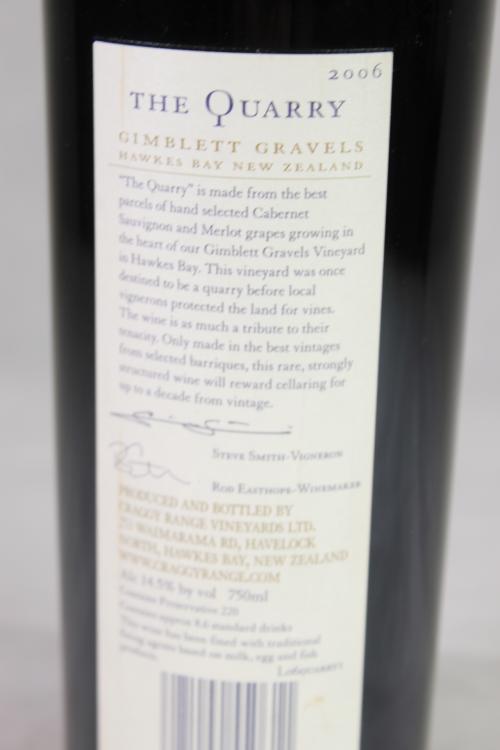 2006
THE QUARRY
GIMBLETT GRAVELS
HAWKES BAY NEW ZEALAND
"The Quarry" is made from the best
parcels of hand selected Cabernet
Sauvignon and Merlot grapes growing in
the heart of our Gimblett Gravels Vineyard
in Hawkes Bay. This vineyard was once
destined to be a quarry before local
vignerons protected the land for vines.
The wine is as much a tribute to their
tenacity. Only made in the best vintages
from selected barriques, this rare, strongly
structured wine will reward cellaring for
up to a decade from vintage.
STEVE SMITH-VIGNERON
ROD EASTHOPE-WINEMAKER
PRODUCED AND BOTTLED BY
CRAGGY RANGE VINEYARDS LTD.
253 WAIMARAMA RD, HAVELOCK
NORTH, HAWKES BAY, NEW ZEALAND
WWW.CRAGGYRANGE.COM
Alc 14.5% by vol 750ml
Contains Preservative 220
Contains approx 8.6 standard drinks
This wine has been fined with traditional
fining agents based on milk, egg and fish
products.